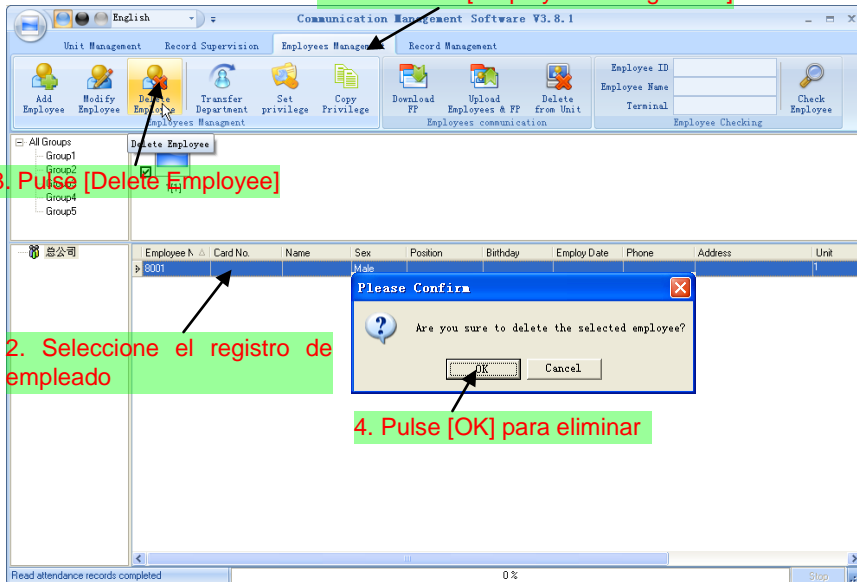 English
Communication Management Software V3.8.1
Unit Management Record Supervision Employees Management Record Management
Add Employee
Modify Employee
Delete Employee
Transfer Department
Set privilege
Copy Privilege
Employees Managment
Download FP
Upload Employees & FP
Delete from Unit
Employees communication
Employee ID
Employee Name
Terminal
Check Employee
Employee Checking
Delete Employee
All Groups
Group1
Group2
Group4
Group5
3. Pulse [Delete Employee]
总公司
Employee N Card No. Name Sex Position Birthday Employ Date Phone Address Unit
8001 Male 1
Please Confirm
Are you sure to delete the selected employee?
OK Cancel
2. Seleccione el registro de
empleado
4. Pulse [OK] para eliminar
Read attendance records completed 0% Stop